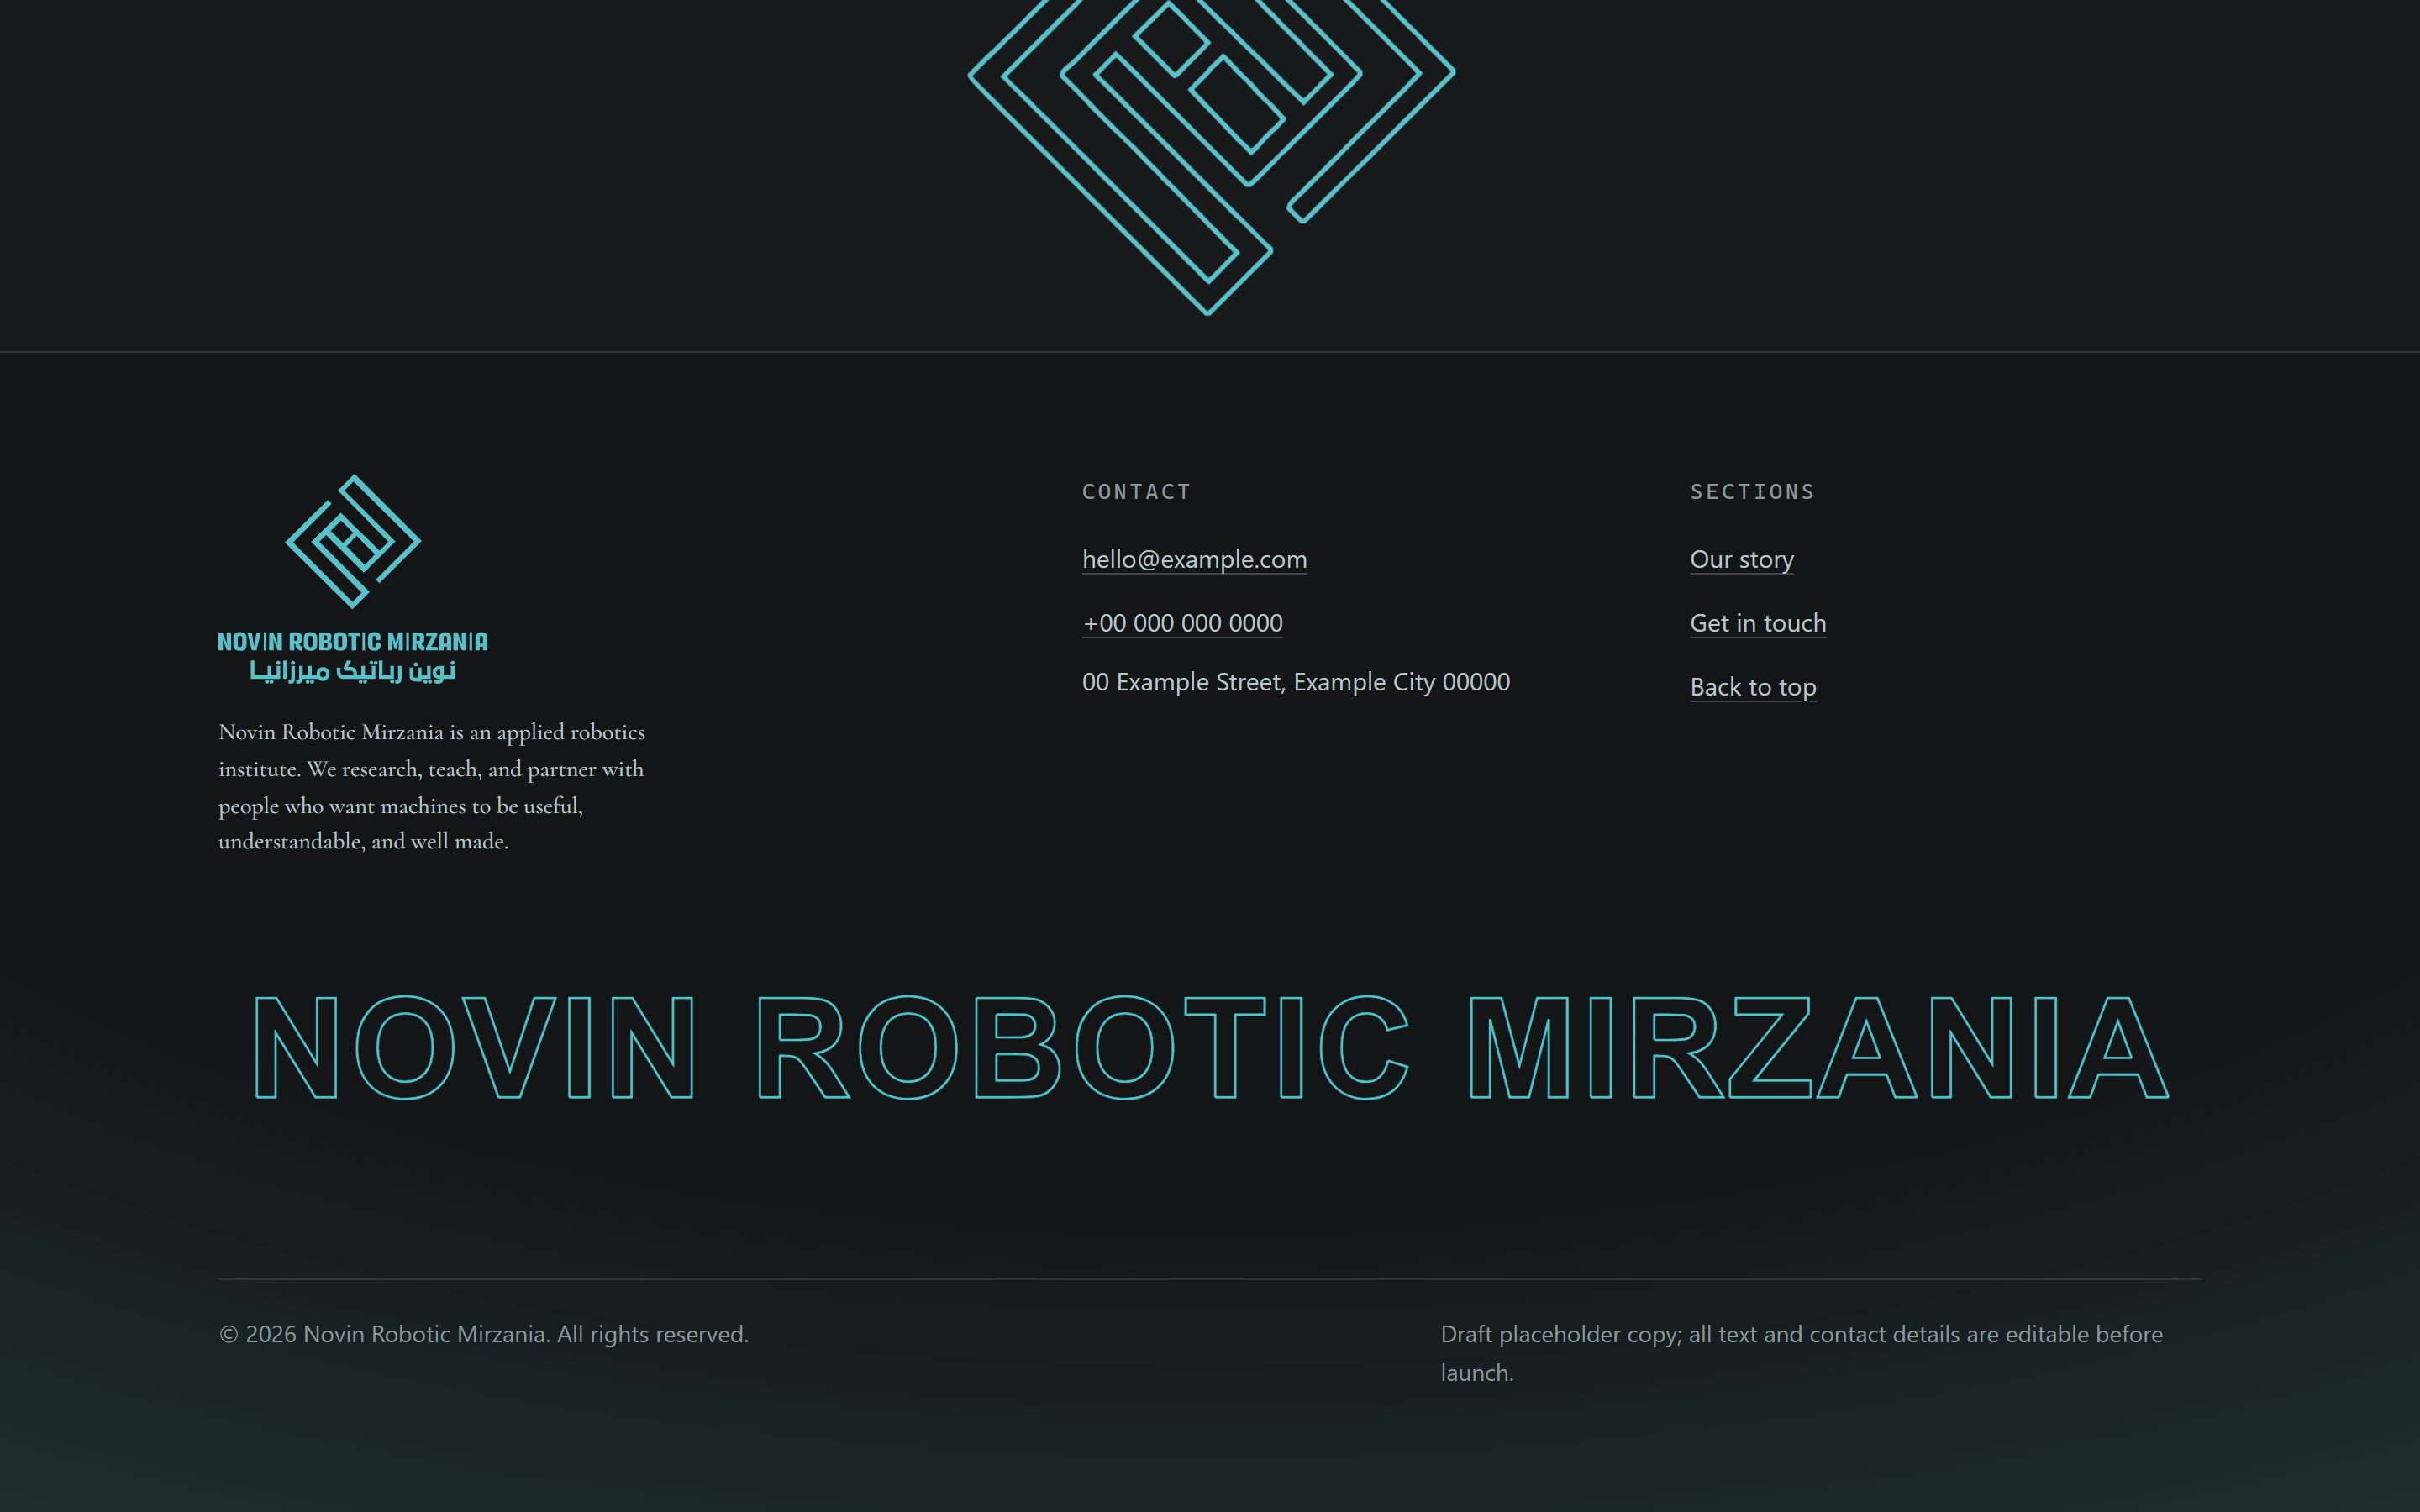 NOVIN ROBOTIC MIRZANIA
نوین رباتیک میرزانیا
Novin Robotic Mirzania is an applied robotics
institute. We research, teach, and partner with
people who want machines to be useful,
understandable, and well made.
CONTACT
hello@example.com
+00 000 000 0000
00 Example Street, Example City 00000
SECTIONS
Our story
Get in touch
Back to top
NOVIN ROBOTIC MIRZANIA
© 2026 Novin Robotic Mirzania. All rights reserved.
Draft placeholder copy; all text and contact details are editable before
launch.